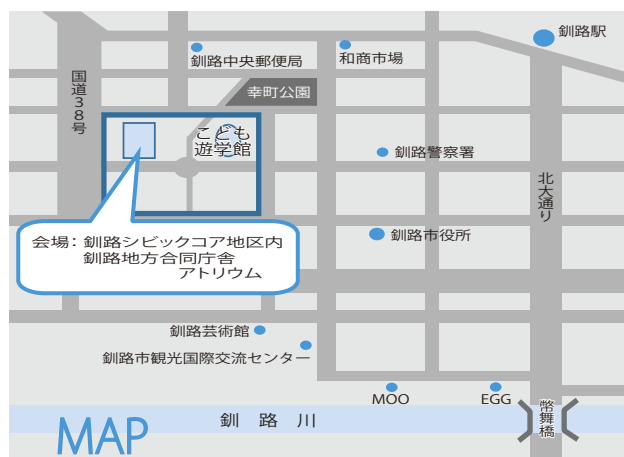 釧路駅
釧路中央郵便局
和商市場
国道38号
幸町公園
こども
遊学館
釧路警察署
北大通り
会場：釧路シビックコア地区内
釧路地方合同庁舎
アトリウム
釧路市役所
釧路芸術館
釧路市観光国際交流センター
MOO
EGG
幣舞橋
釧路川
MAP